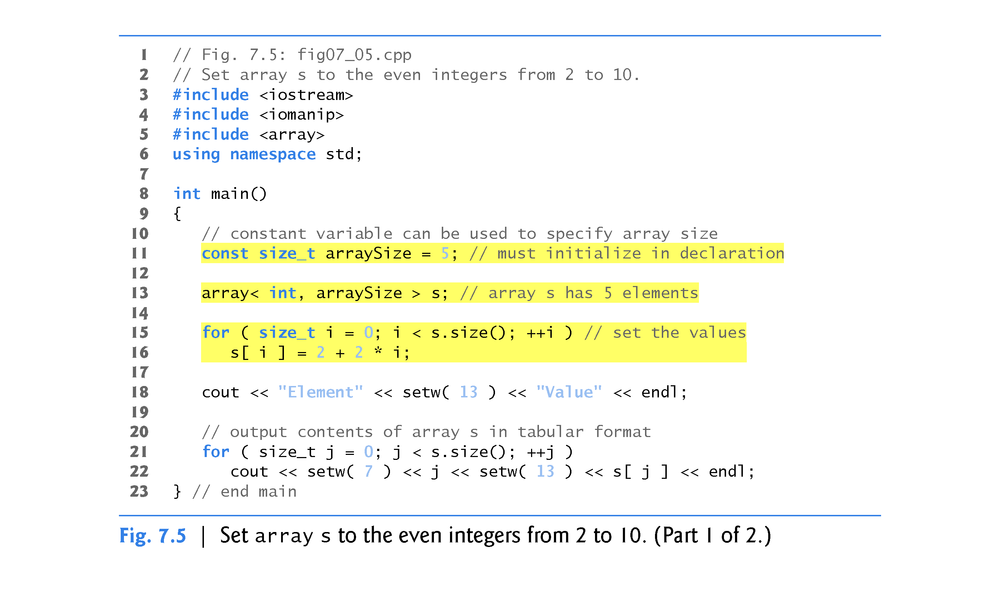 1 // Fig. 7.5: fig07_05.cpp
2 // Set array s to the even integers from 2 to 10.
3 #include <iostream>
4 #include <iomanip>
5 #include <array>
6 using namespace std;
7
8 int main()
9 {
10 // constant variable can be used to specify array size
11 const size_t arraySize = 5; // must initialize in declaration
12
13 array< int, arraySize > s; // array s has 5 elements
14
15 for ( size_t i = 0; i < s.size(); ++i ) // set the values
16 s[ i ] = 2 + 2 * i;
17
18 cout << "Element" << setw( 13 ) << "Value" << endl;
19
20 // output contents of array s in tabular format
21 for ( size_t j = 0; j < s.size(); ++j )
22 cout << setw( 7 ) << j << setw( 13 ) << s[ j ] << endl;
23 } // end main
Fig. 7.5 | Set array s to the even integers from 2 to 10. (Part 1 of 2.)